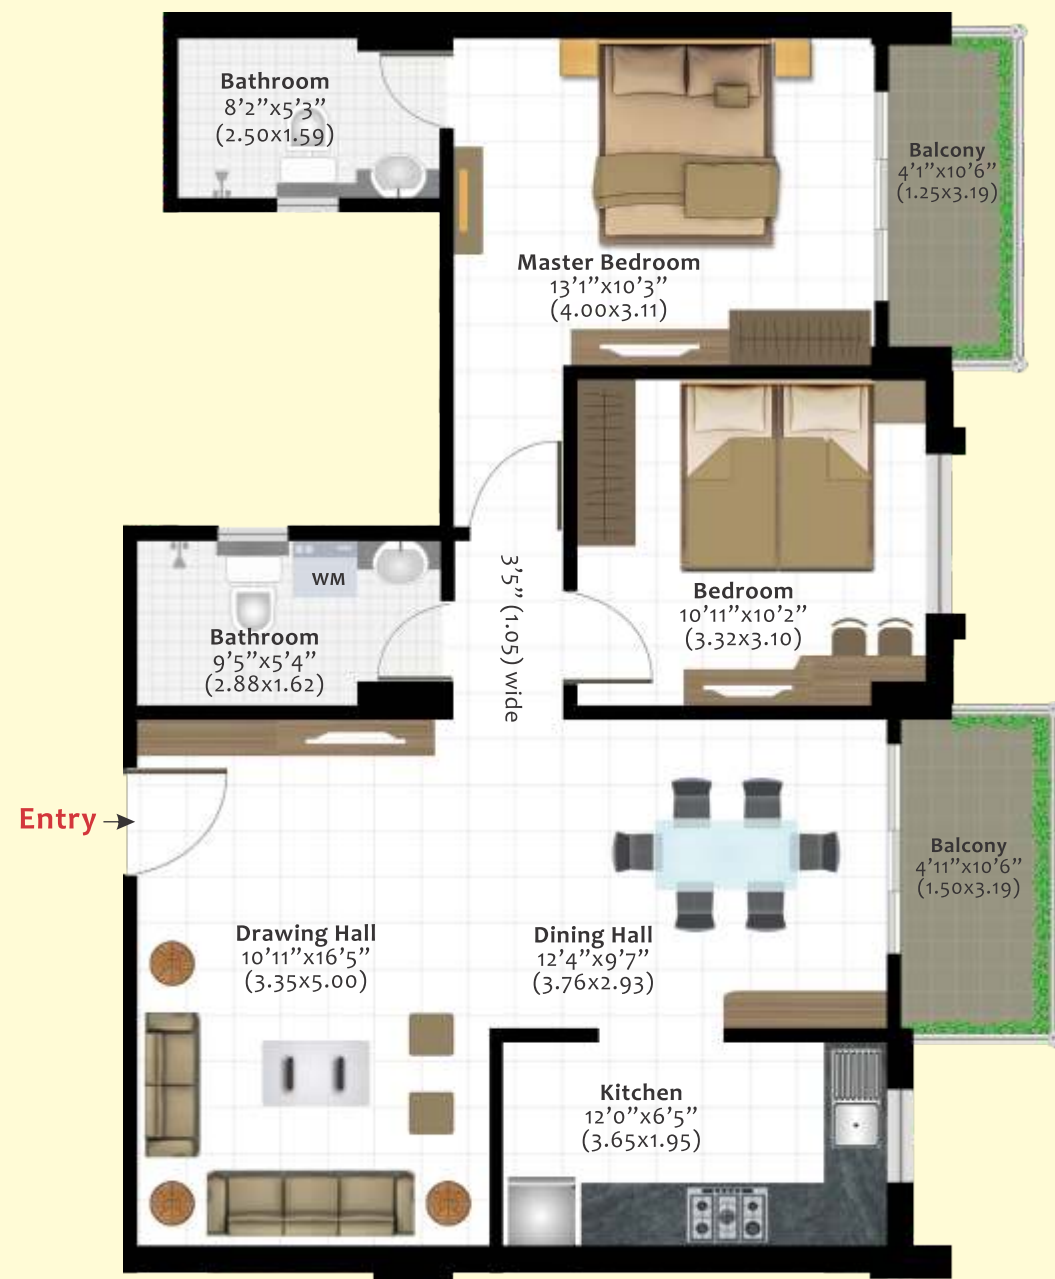 Bathroom
8’2”x5’3”
(2.50x1.59)
Balcony
4’1”x10’6”
(1.25x3.19)
Master Bedroom
13’1”x10’3”
(4.00x3.11)
WM
Bathroom
9’5”x5’4”
(2.88x1.62)
3’5” (1.05) wide
Bedroom
10’11”x10’2”
(3.32x3.10)
Entry
Balcony
4’11”x10’6”
(1.50x3.19)
Drawing Hall
10’11”x16’5”
(3.35x5.00)
Dining Hall
12’4”x9’7”
(3.76x2.93)
Kitchen
12’0”x6’5”
(3.65x1.95)